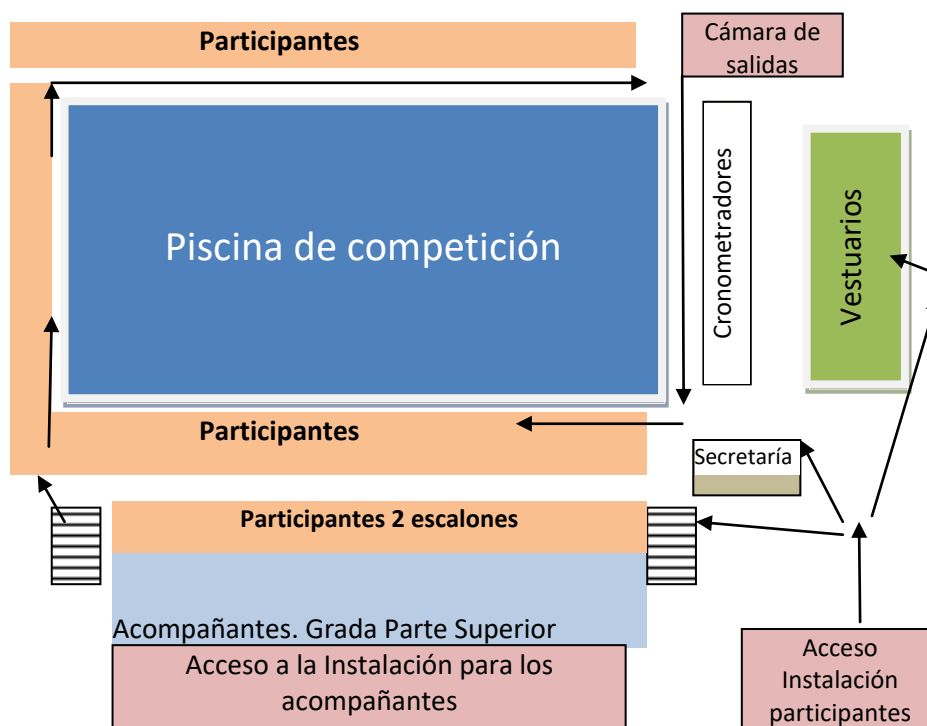 Participantes
Cámara de
salidas
Piscina de competición
Cronometradores
Vestuarios
Participantes
Secretaría
Participantes 2 escalones
Acompañantes. Grada Parte Superior
Acceso a la Instalación para los
acompañantes
Acceso
Instalación
participantes